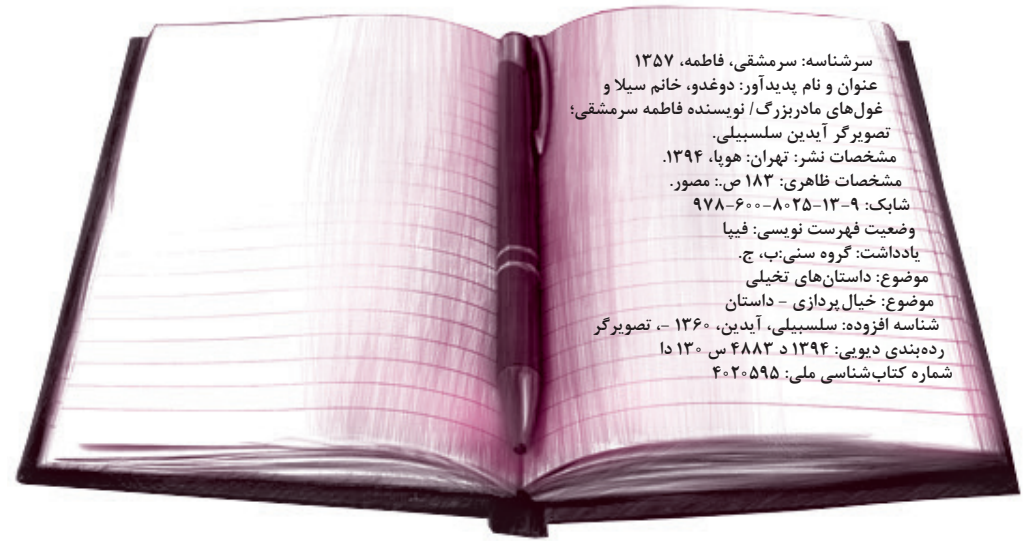 سرشناسه: سرمشقی، فاطمه، ۱۳۵۷
عنوان و نام پدیدآور: دوغدو، خانم سیلا و
غول‌های مادربزرگ/ نویسنده فاطمه سرمشقی؛
تصویرگر آیدین سلسبیلی.
مشخصات نشر: تهران: هوپا، ۱۳۹۴.
مشخصات ظاهری: ۱۸۳ ص.: مصور.
شابک: ۹-۱۳-۸۰۲۵-۶۰۰-۹۷۸
وضعیت فهرست نویسی: فیپا
یادداشت: گروه سنی:ب، ج.
موضوع: داستان‌های تخیلی
موضوع: خیال‌پردازی - داستان
شناسه افزوده: سلسبیلی، آیدین، ۱۳۶۰ -، تصویرگر
رده‌بندی دیویی: ۱۳۹۴ د ۴۸۸۳ س ۱۳۰ دا
شماره کتاب‌شناسی ملی: ۴۰۲۰۵۹۵